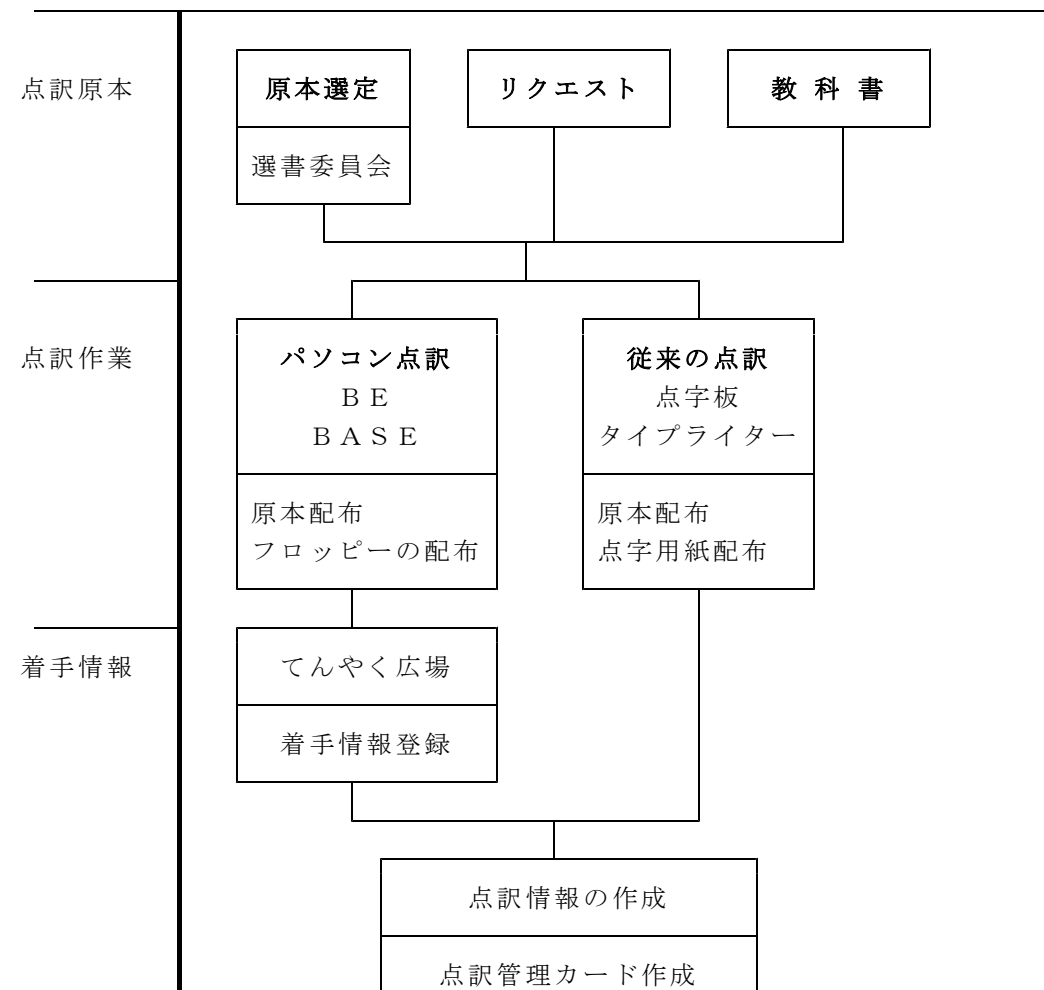 点訳原本
原本選定
選書委員会
リクエスト
教 科 書
点訳作業
パソコン点訳
ＢＥ
ＢＡＳＥ
原本配布
フロッピーの配布
従来の点訳
点字板
タイプライター
原本配布
点字用紙配布
着手情報
てんやく広場
着手情報登録
点訳情報の作成
点訳管理カード作成